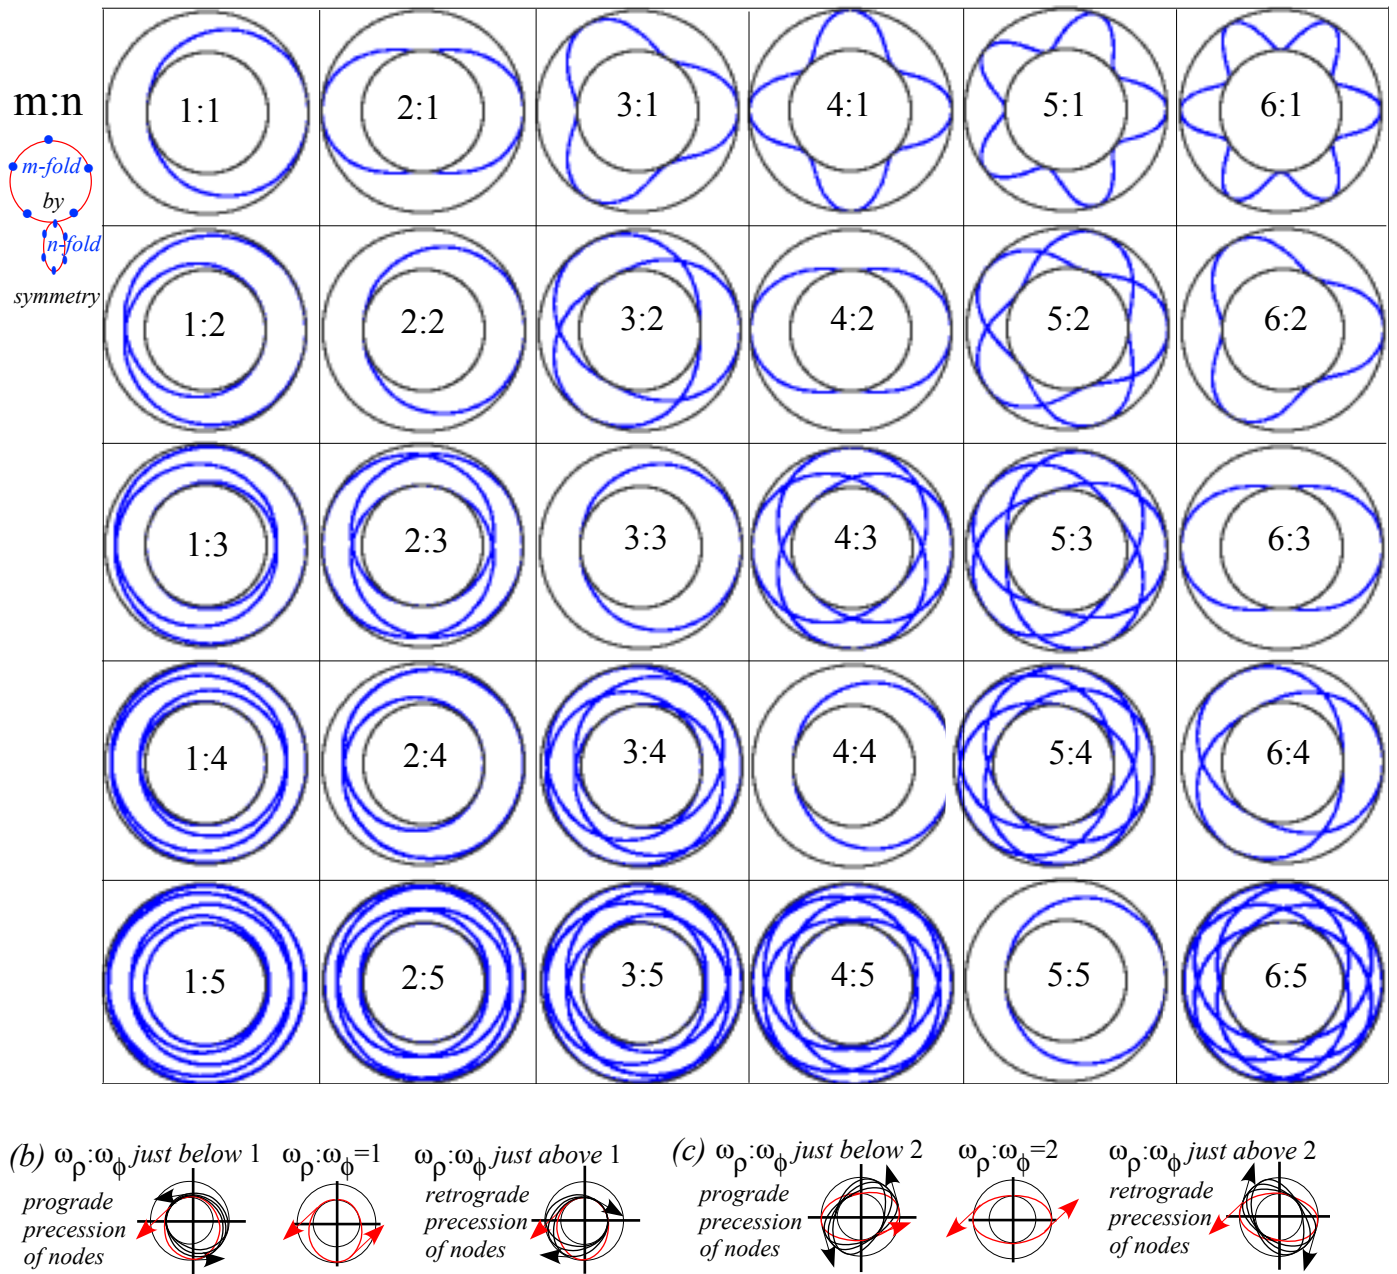 m:n
m-fold
by
n-fold
symmetry
1:1 2:1 3:1 4:1 5:1 6:1
1:2 2:2 3:2 4:2 5:2 6:2
1:3 2:3 3:3 4:3 5:3 6:3
1:4 2:4 3:4 4:4 5:4 6:4
1:5 2:5 3:5 4:5 5:5 6:5
(b) ωρ:ωϕ just below 1
prograde
precession
of nodes
ωρ:ωϕ=1
ωρ:ωϕ just above 1
retrograde
precession
of nodes
(c) ωρ:ωϕ just below 2
prograde
precession
of nodes
ωρ:ωϕ=2
ωρ:ωϕ just above 2
retrograde
precession
of nodes